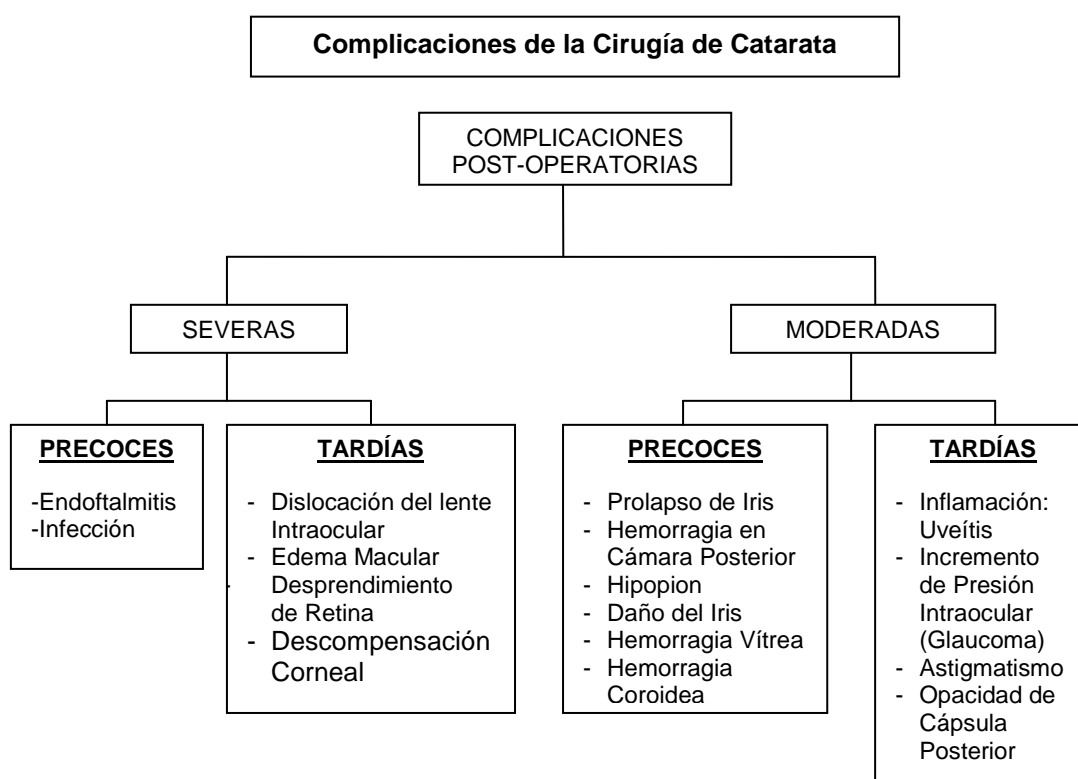 Complicaciones de la Cirugía de Catarata
COMPLICACIONES
POST-OPERATORIAS
SEVERAS
MODERADAS
PRECOCES
-Endoftalmitis
-Infección
TARDÍAS
- Dislocación del lente
Intraocular
- Edema Macular
- Desprendimiento
de Retina
- Descompensación
Corneal
PRECOCES
- Prolapso de Iris
- Hemorragia en
Cámara Posterior
- Hipopion
- Daño del Iris
- Hemorragia Vítrea
- Hemorragia
Coroidea
TARDÍAS
- Inflamación:
Uveítis
- Incremento
de Presión
Intraocular
(Glaucoma)
- Astigmatismo
- Opacidad de
Cápsula
Posterior